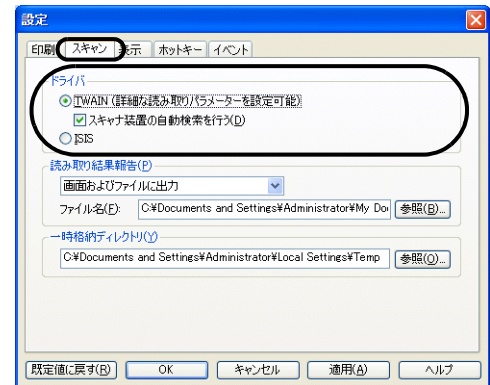 設定
印刷 スキャン 表示 ホットキー イベント
ドライバ
TWAIN (詳細な読み取りパラメーターを設定可能)
スキャナ装置の自動検索を行う(D)
ISIS
読み取り結果報告(P)
画面およびファイルに出力
ファイル名(F): C:¥Documents and Settings¥Administrator¥My Do 参照(B)...
一時格納ディレクトリ(Y)
C:¥Documents and Settings¥Administrator¥Local Settings¥Temp 参照(O)...
既定値に戻す(R) OK キャンセル 適用(A) ヘルプ